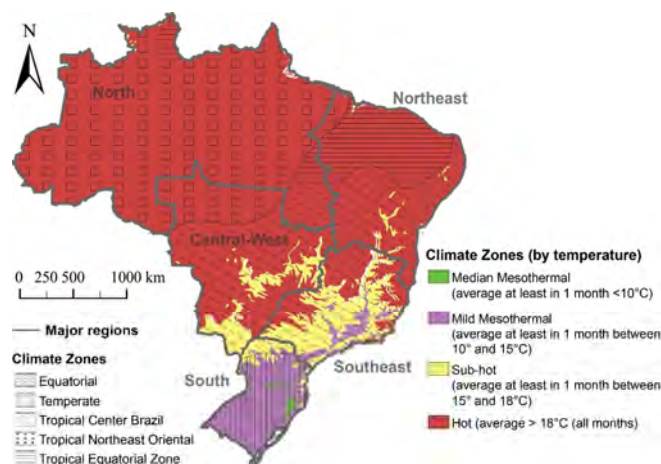 N
North
Northeast
Central-West
0 250 500 1000 km
Major regions
Climate Zones
Equatorial
Temperate
Tropical Center Brazil
Tropical Northeast Oriental
Tropical Equatorial Zone
South
Southeast
Climate Zones (by temperature)
Median Mesothermal
(average at least in 1 month <10°C)
Mild Mesothermal
(average at least in 1 month between
10° and 15°C)
Sub-hot
(average at least in 1 month between
15° and 18°C)
Hot (average > 18°C (all months)